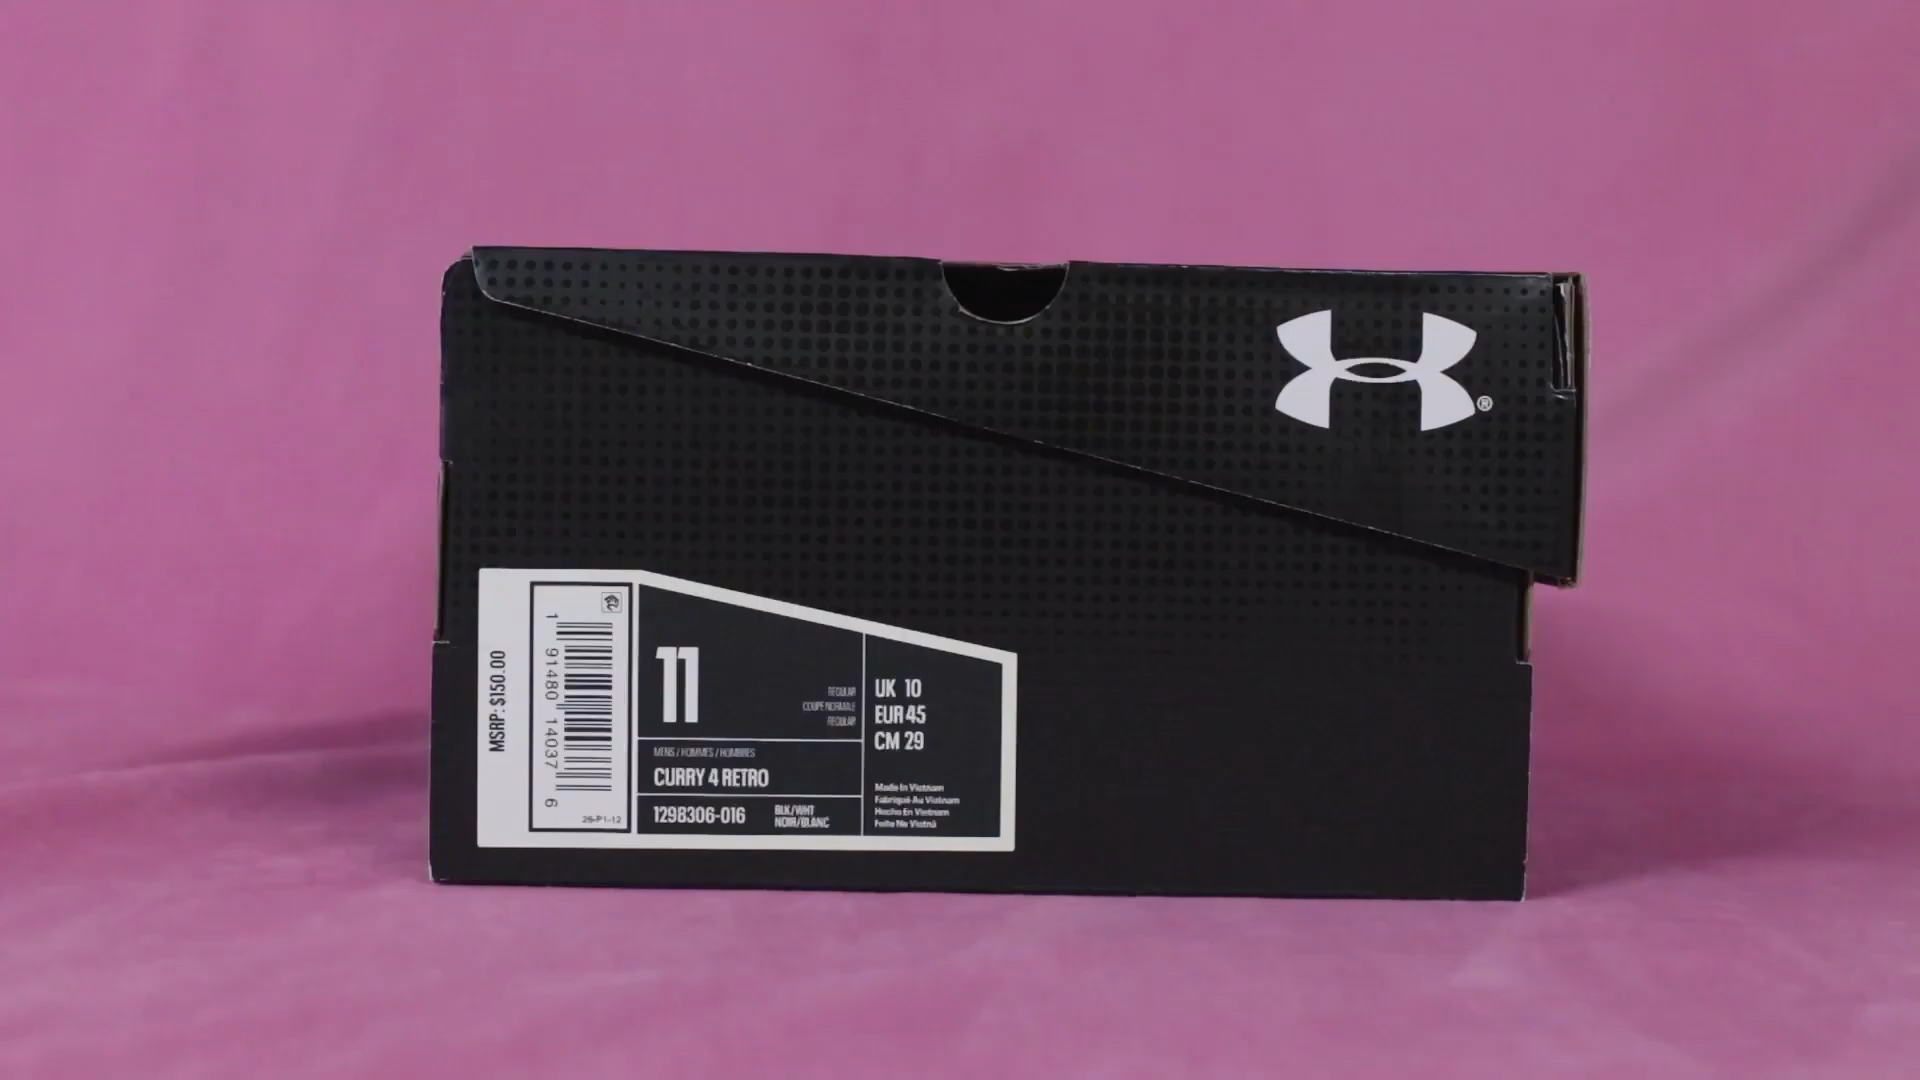 ®
MSRP: $150.00
1 91480 14037 6
26-P1-12
11
REGULAR
COUPE NORMALE
REGULAR
MENS / HOMMES / HOMBRES
CURRY 4 RETRO
1298306-016
BLK/WHT
NOIR/BLANC
UK 10
EUR 45
CM 29
Made In Vietnam
Fabriqué Au Vietnam
Hecho En Vietnam
Feito No Vietnã